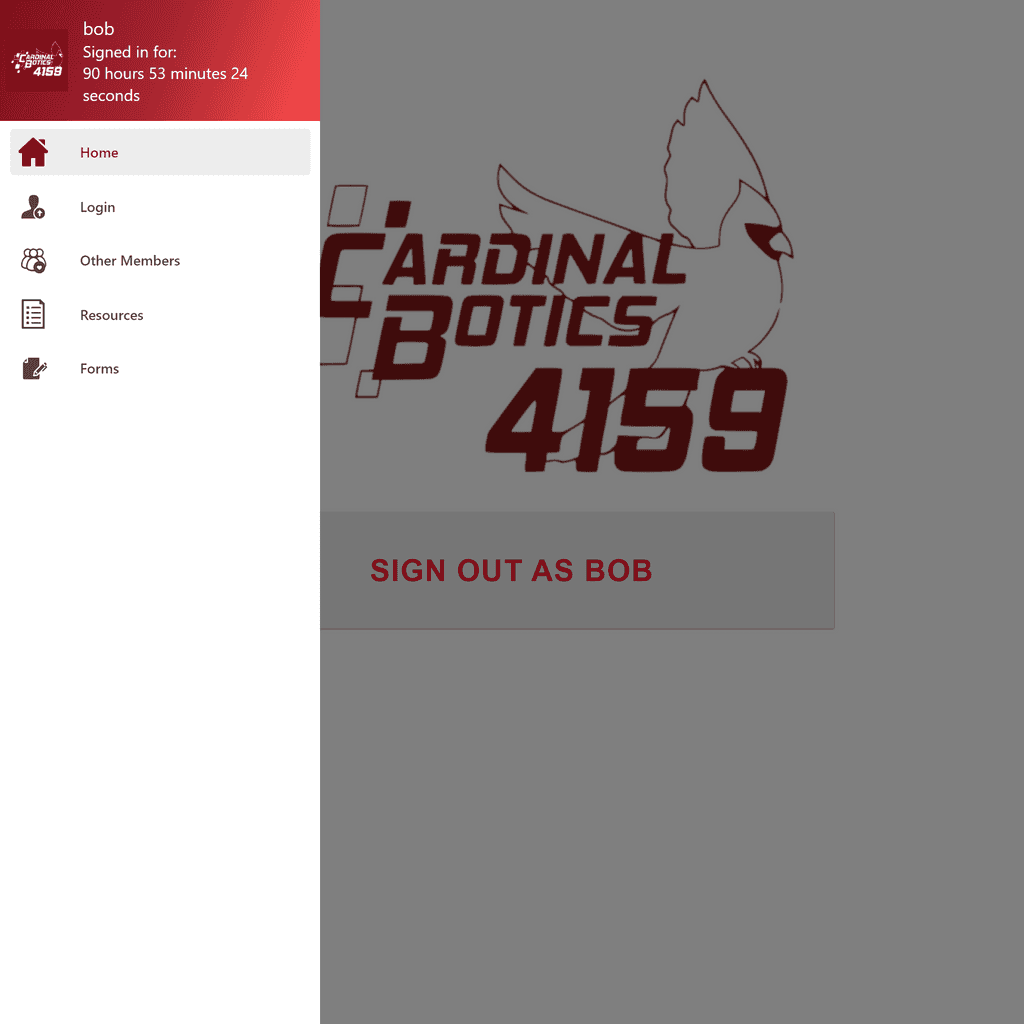 bob
Signed in for:
90 hours 53 minutes 24
seconds
CARDINAL
BOTICS
4159
Home
Login
Other Members
Resources
Forms
CARDINAL
BOTICS
4159
SIGN OUT AS BOB